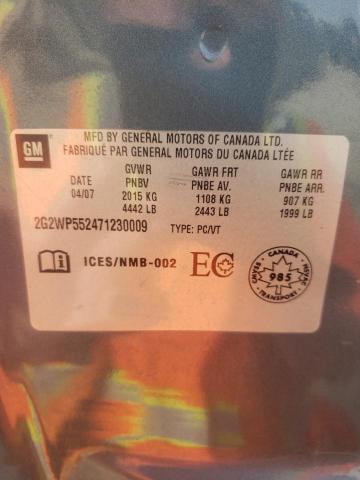 GM
MFD BY GENERAL MOTORS OF CANADA LTD.
FABRIQUÉ PAR GENERAL MOTORS DU CANADA LTÉE
GVWR GAWR FRT GAWR RR
DATE PNBV PNBE AV. PNBE ARR.
04/07 2015 KG 1108 KG 907 KG
4442 LB 2443 LB 1999 LB
2G2WP552471230009 TYPE: PC/VT
ICES/NMB-002 EC
CANADA
985
TRANSPORT